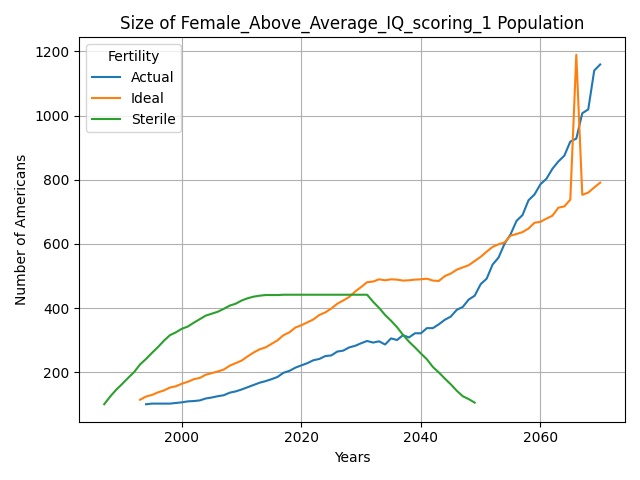 Size of Female_Above_Average_IQ_scoring_1 Population
Fertility
Actual
Ideal
Sterile
Number of Americans
1200
1000
800
600
400
200
2000
2020
2040
2060
Years